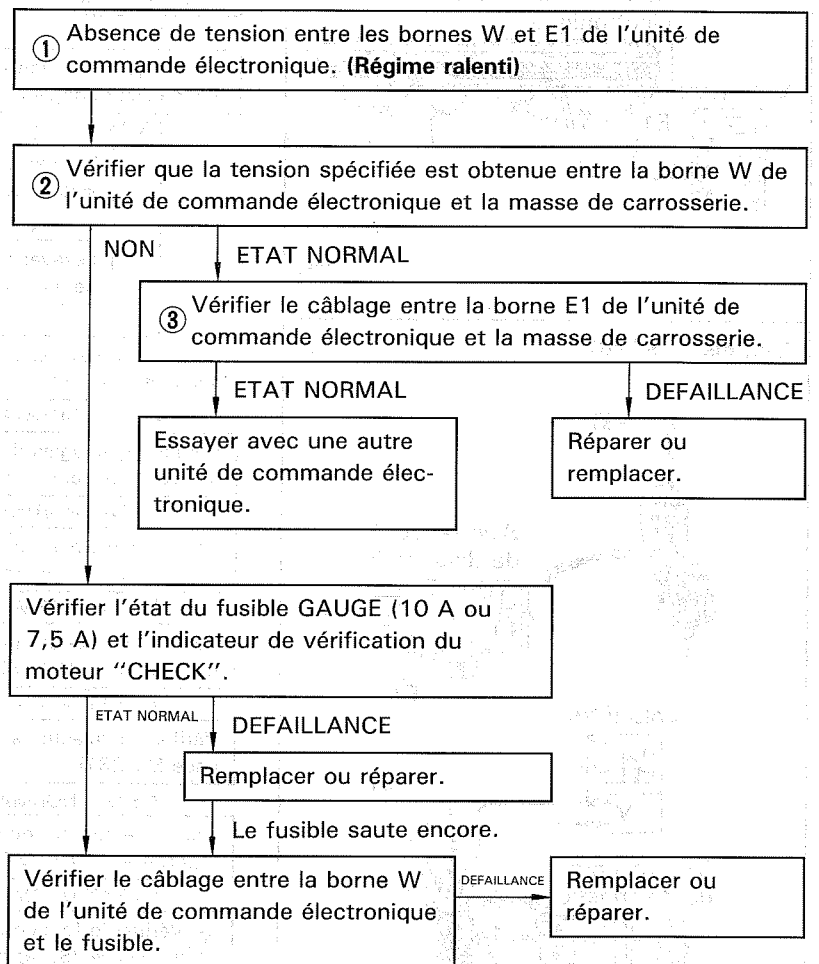 ① Absence de tension entre les bornes W et E1 de l'unité de
commande électronique. (Régime ralenti)
② Vérifier que la tension spécifiée est obtenue entre la borne W de
l'unité de commande électronique et la masse de carrosserie.
NON
ETAT NORMAL
③ Vérifier le câblage entre la borne E1 de l'unité de
commande électronique et la masse de carrosserie.
ETAT NORMAL
DEFAILLANCE
Essayer avec une autre
unité de commande élec-
tronique.
Réparer ou
remplacer.
Vérifier l'état du fusible GAUGE (10 A ou
7,5 A) et l'indicateur de vérification du
moteur "CHECK".
ETAT NORMAL
DEFAILLANCE
Remplacer ou réparer.
Le fusible saute encore.
Vérifier le câblage entre la borne W
de l'unité de commande électronique
et le fusible.
DEFAILLANCE
Remplacer ou
réparer.